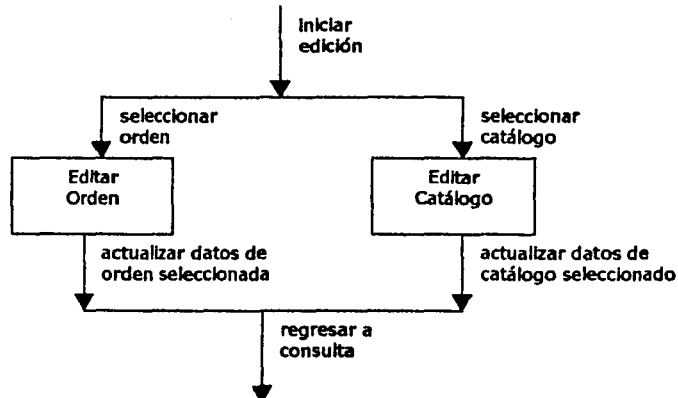 iniciar
edición
seleccionar
orden
seleccionar
catálogo
Editar
Orden
Editar
Catálogo
actualizar datos de
orden seleccionada
actualizar datos de
catálogo seleccionado
regresar a
consulta